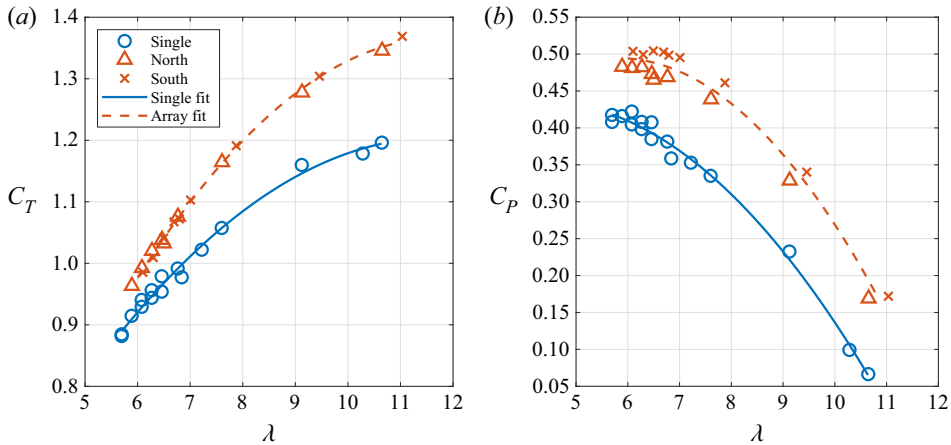 (a)
1.4
1.3
1.2
1.1
1.0
0.9
0.8
C_T
Single
North
South
Single fit
Array fit
5 6 7 8 9 10 11 12
λ
(b)
0.55
0.50
0.45
0.40
0.35
0.30
0.25
0.20
0.15
0.10
0.05
C_P
5 6 7 8 9 10 11 12
λ